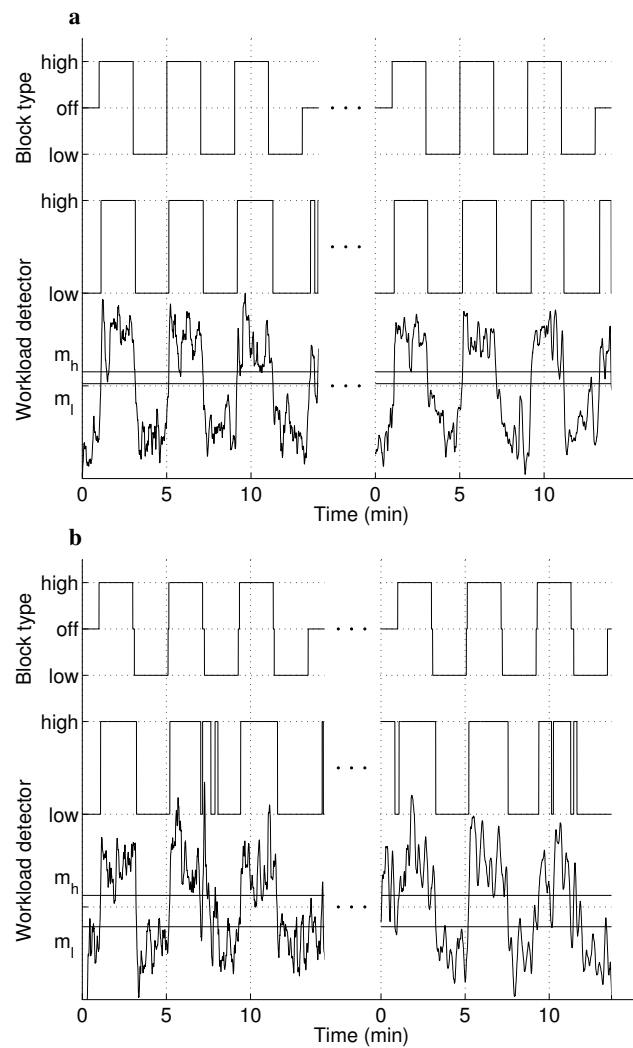 a
high
off
low
Block type
high
low
m_h
m_l
Workload detector
. . .
. . .
. . .
0 5 10 0 5 10
Time (min)
b
high
off
low
Block type
high
low
m_h
m_l
Workload detector
. . .
. . .
. . .
0 5 10 0 5 10
Time (min)